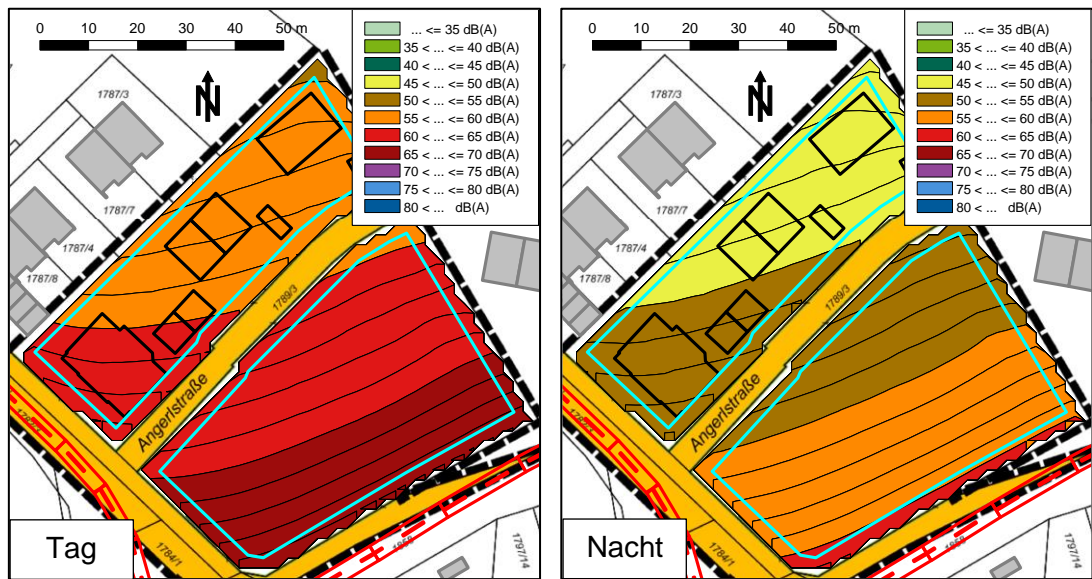 0 10 20 30 40 50 m
... <= 35 dB(A)
35 < ... <= 40 dB(A)
40 < ... <= 45 dB(A)
45 < ... <= 50 dB(A)
50 < ... <= 55 dB(A)
55 < ... <= 60 dB(A)
60 < ... <= 65 dB(A)
65 < ... <= 70 dB(A)
70 < ... <= 75 dB(A)
75 < ... <= 80 dB(A)
80 < ... dB(A)
N
1787/3
1787/7
1787/4
1787/8
1789/3
Angerlstraße
1784/1
1797/14
Tag
0 10 20 30 40 50 m
... <= 35 dB(A)
35 < ... <= 40 dB(A)
40 < ... <= 45 dB(A)
45 < ... <= 50 dB(A)
50 < ... <= 55 dB(A)
55 < ... <= 60 dB(A)
60 < ... <= 65 dB(A)
65 < ... <= 70 dB(A)
70 < ... <= 75 dB(A)
75 < ... <= 80 dB(A)
80 < ... dB(A)
N
1787/3
1787/7
1787/4
1787/8
1789/3
Angerlstraße
1784/1
1797/14
Nacht